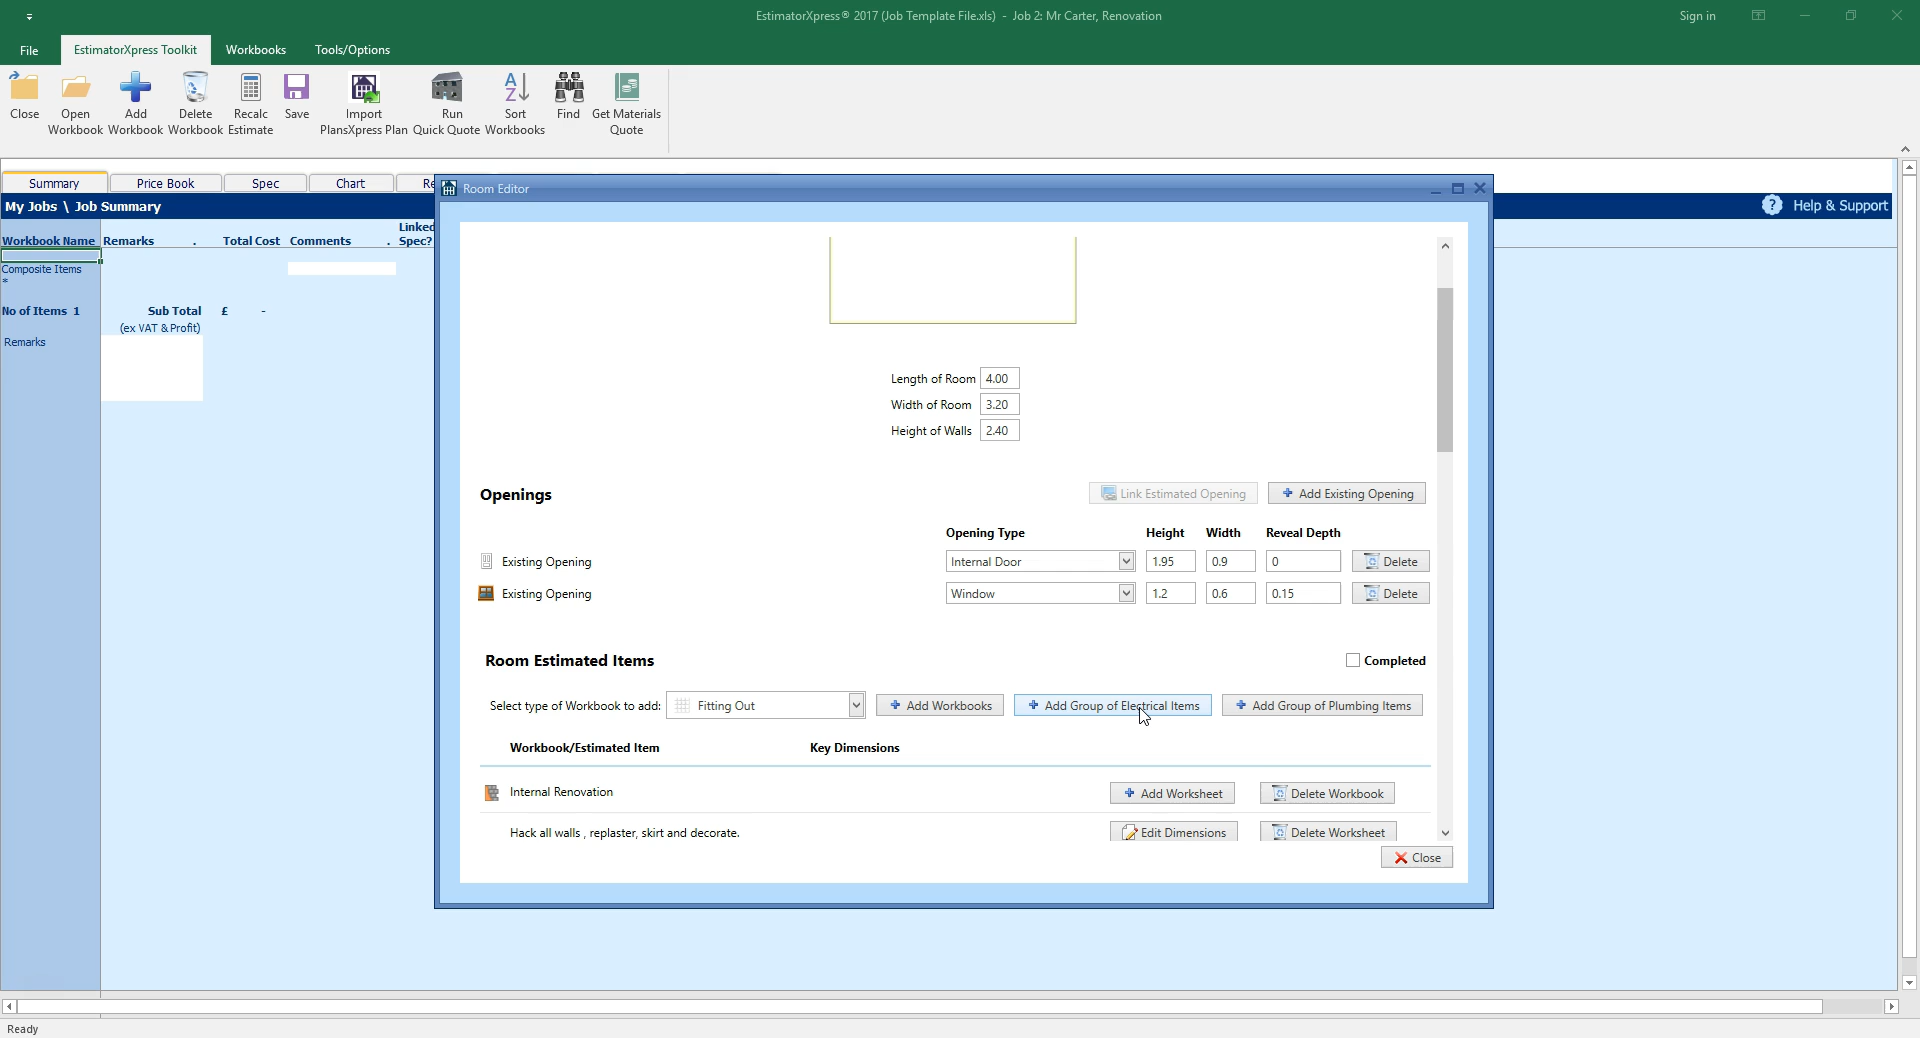 EstimatorXpress® 2017 (Job Template File.xls) - Job 2: Mr Carter, Renovation
Sign in
File
EstimatorXpress Toolkit
Workbooks
Tools/Options
Close
Open Workbook
Add Workbook
Delete Workbook
Recalc Estimate
Save
Import PlansXpress Plan
Run Quick Quote
Sort Workbooks
Find
Get Materials Quote
Summary
Price Book
Spec
Chart
Re
My Jobs \ Job Summary
? Help & Support
Workbook Name
Remarks .
Total Cost
Comments .
Linked Spec?
Composite Items
*
No of Items 1
Sub Total £ -
(ex VAT & Profit)
Remarks
Room Editor
Length of Room 4.00
Width of Room 3.20
Height of Walls 2.40
Openings
Link Estimated Opening
Add Existing Opening
Opening Type Height Width Reveal Depth
Existing Opening Internal Door 1.95 0.9 0 Delete
Existing Opening Window 1.2 0.6 0.15 Delete
Room Estimated Items
Completed
Select type of Workbook to add: Fitting Out
Add Workbooks
Add Group of Electrical Items
Add Group of Plumbing Items
Workbook/Estimated Item Key Dimensions
Internal Renovation Add Worksheet Delete Workbook
Hack all walls , replaster, skirt and decorate. Edit Dimensions Delete Worksheet
Close
Ready